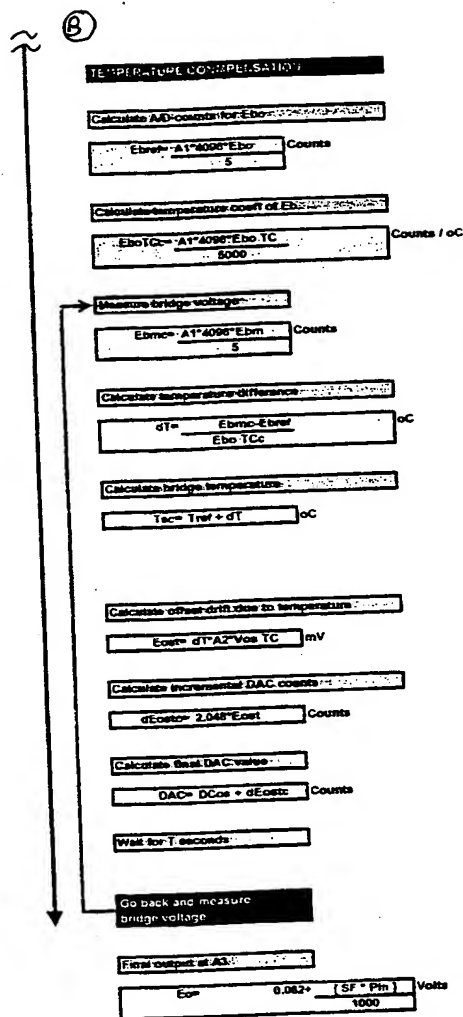 B
TEMPERATURE COMPENSATION
Calculate A/D counts for Ebo
Ebref= A1*4096*Ebo Counts
5
Calculate temperature coeff of Eb
EboTCc= A1*4096*Ebo TC Counts / oC
5000
Measure bridge voltage
Ebmc= A1*4096*Ebm Counts
5
Calculate temperature difference
dT= Ebmc-Ebref oC
Ebo TCc
Calculate bridge temperature
Tsc= Tref + dT oC
Calculate offset drift due to temperature
Eost= dT*A2*Vos TC mV
Calculate incremental DAC counts
dEostc= 2.048*Eost Counts
Calculate final DAC value
DAC= DCos + dEostc Counts
Wait for T seconds
Go back and measure
bridge voltage
Final output at A3
Eo= 0.082+ ( SF * Pin ) Volts
1000